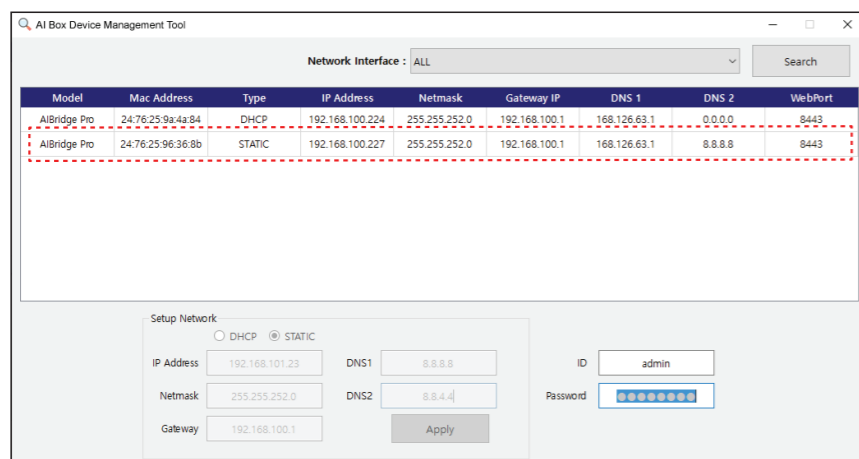 AI Box Device Management Tool
Network Interface : ALL Search
Model Mac Address Type IP Address Netmask Gateway IP DNS 1 DNS 2 WebPort
AIBridge Pro 24:76:25:9a:4a:84 DHCP 192.168.100.224 255.255.252.0 192.168.100.1 168.126.63.1 0.0.0.0 8443
AIBridge Pro 24:76:25:96:36:8b STATIC 192.168.100.227 255.255.252.0 192.168.100.1 168.126.63.1 8.8.8.8 8443
Setup Network
DHCP STATIC
IP Address 192.168.101.23 DNS1 8.8.8.8 ID admin
Netmask 255.255.252.0 DNS2 8.8.4.4 Password
Gateway 192.168.100.1 Apply